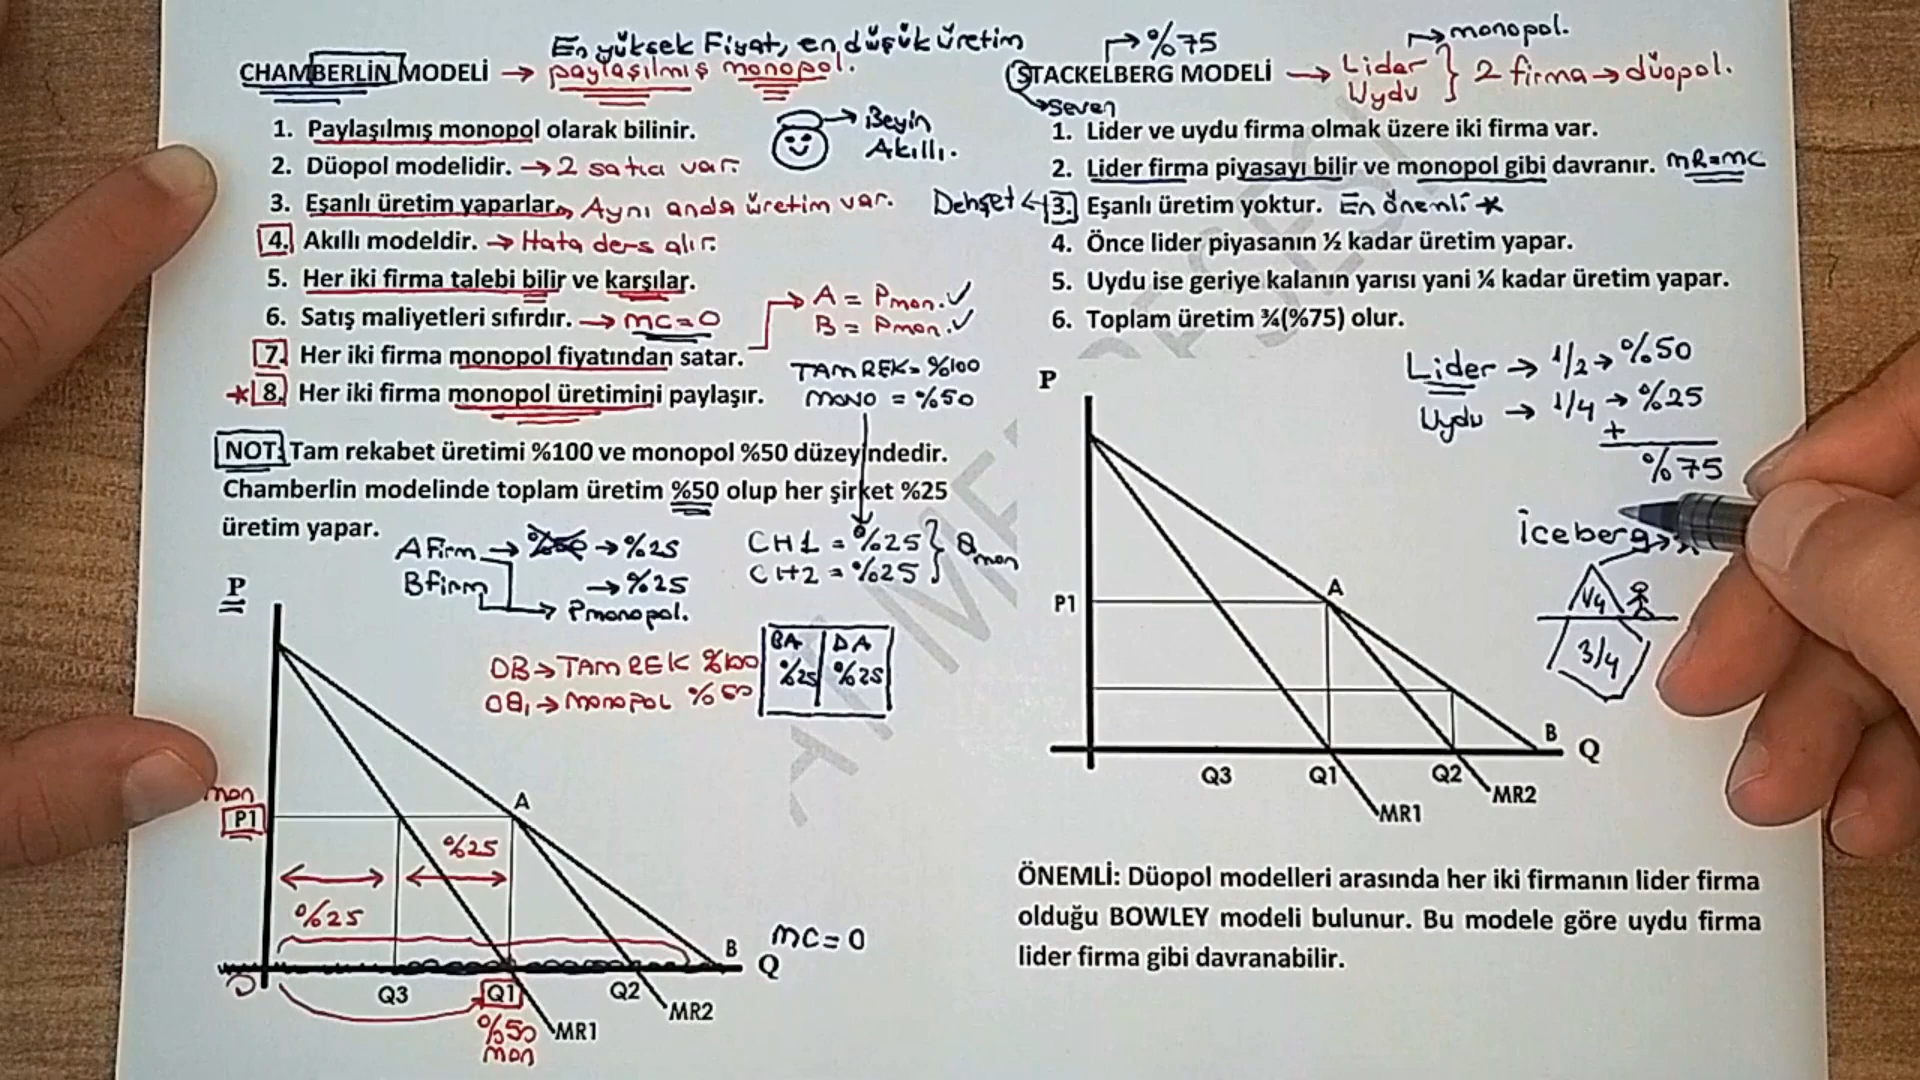 En yüksek Fiyat, en düşük üretim
CHAMBERLİN MODELİ → paylaşılmış monopol.
1. Paylaşılmış monopol olarak bilinir.
→ Beyin
Akıllı.
2. Düopol modelidir. → 2 satıcı var.
3. Eşanlı üretim yaparlar → Aynı anda üretim var.
4. Akıllı modeldir. → Hata ders alır.
5. Her iki firma talebi bilir ve karşılar.
6. Satış maliyetleri sıfırdır. → mc=0
→ A = Pmon. ✓
B = Pmon. ✓
7. Her iki firma monopol fiyatından satar.
8. Her iki firma monopol üretimini paylaşır.
TAM REK = %100
MONO = %50
NOT: Tam rekabet üretimi %100 ve monopol %50 düzeyindedir.
Chamberlin modelinde toplam üretim %50 olup her şirket %25
üretim yapar.
A Firm → %50 → %25
B firm → %25
→ Pmonopol.
CH1 = %25 } Qmon
CH2 = %25
OB → TAM REK %100
OQ1 → MONOPOL %50
BA DA
%25 %25
P
mon
P1
A
%25
%25
B
Q
MC=0
O
Q3 Q1 Q2
MR2
%50
mon
MR1
→ %75
→ monopol.
STACKELBERG MODELİ → Lider
Uydu } 2 firma → düopol.
→ Seven
1. Lider ve uydu firma olmak üzere iki firma var.
2. Lider firma piyasayı bilir ve monopol gibi davranır. MR=MC
Dehşet ← 3. Eşanlı üretim yoktur. En önemli *
4. Önce lider piyasanın ½ kadar üretim yapar.
5. Uydu ise geriye kalanın yarısı yani ¼ kadar üretim yapar.
6. Toplam üretim ¾(%75) olur.
Lider → 1/2 → %50
Uydu → 1/4 → %25
+
%75
İceberg →
1/4
3/4
P
P1
A
B
Q
Q3 Q1 Q2
MR2
MR1
ÖNEMLİ: Düopol modelleri arasında her iki firmanın lider firma
olduğu BOWLEY modeli bulunur. Bu modele göre uydu firma
lider firma gibi davranabilir.